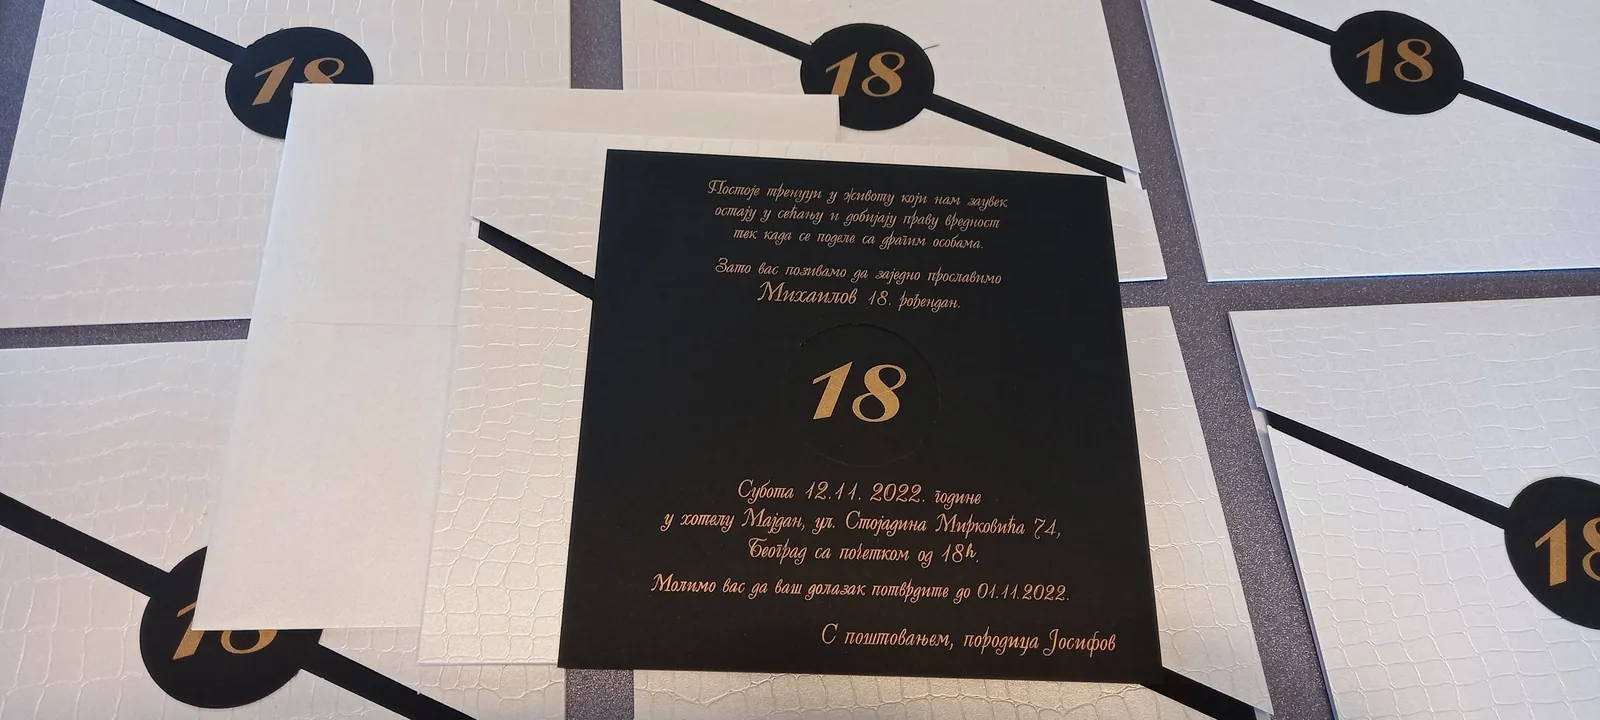 18
18
18
Постоје тренуци у животу који нам заувек
остају у сећању и добијају праву вредност
тек када се поделе са драгим особама.
Зато вас позивамо да заједно прославимо
Михаилов 18. рођендан.
18
Субота 12.11. 2022. године
у хотелу Мајдан, ул. Стојадина Мирковића 74,
Београд са почетком од 18h.
Молимо вас да ваш долазак потврдите до 01.11.2022.
С поштовањем, породица Јосифов
18
18